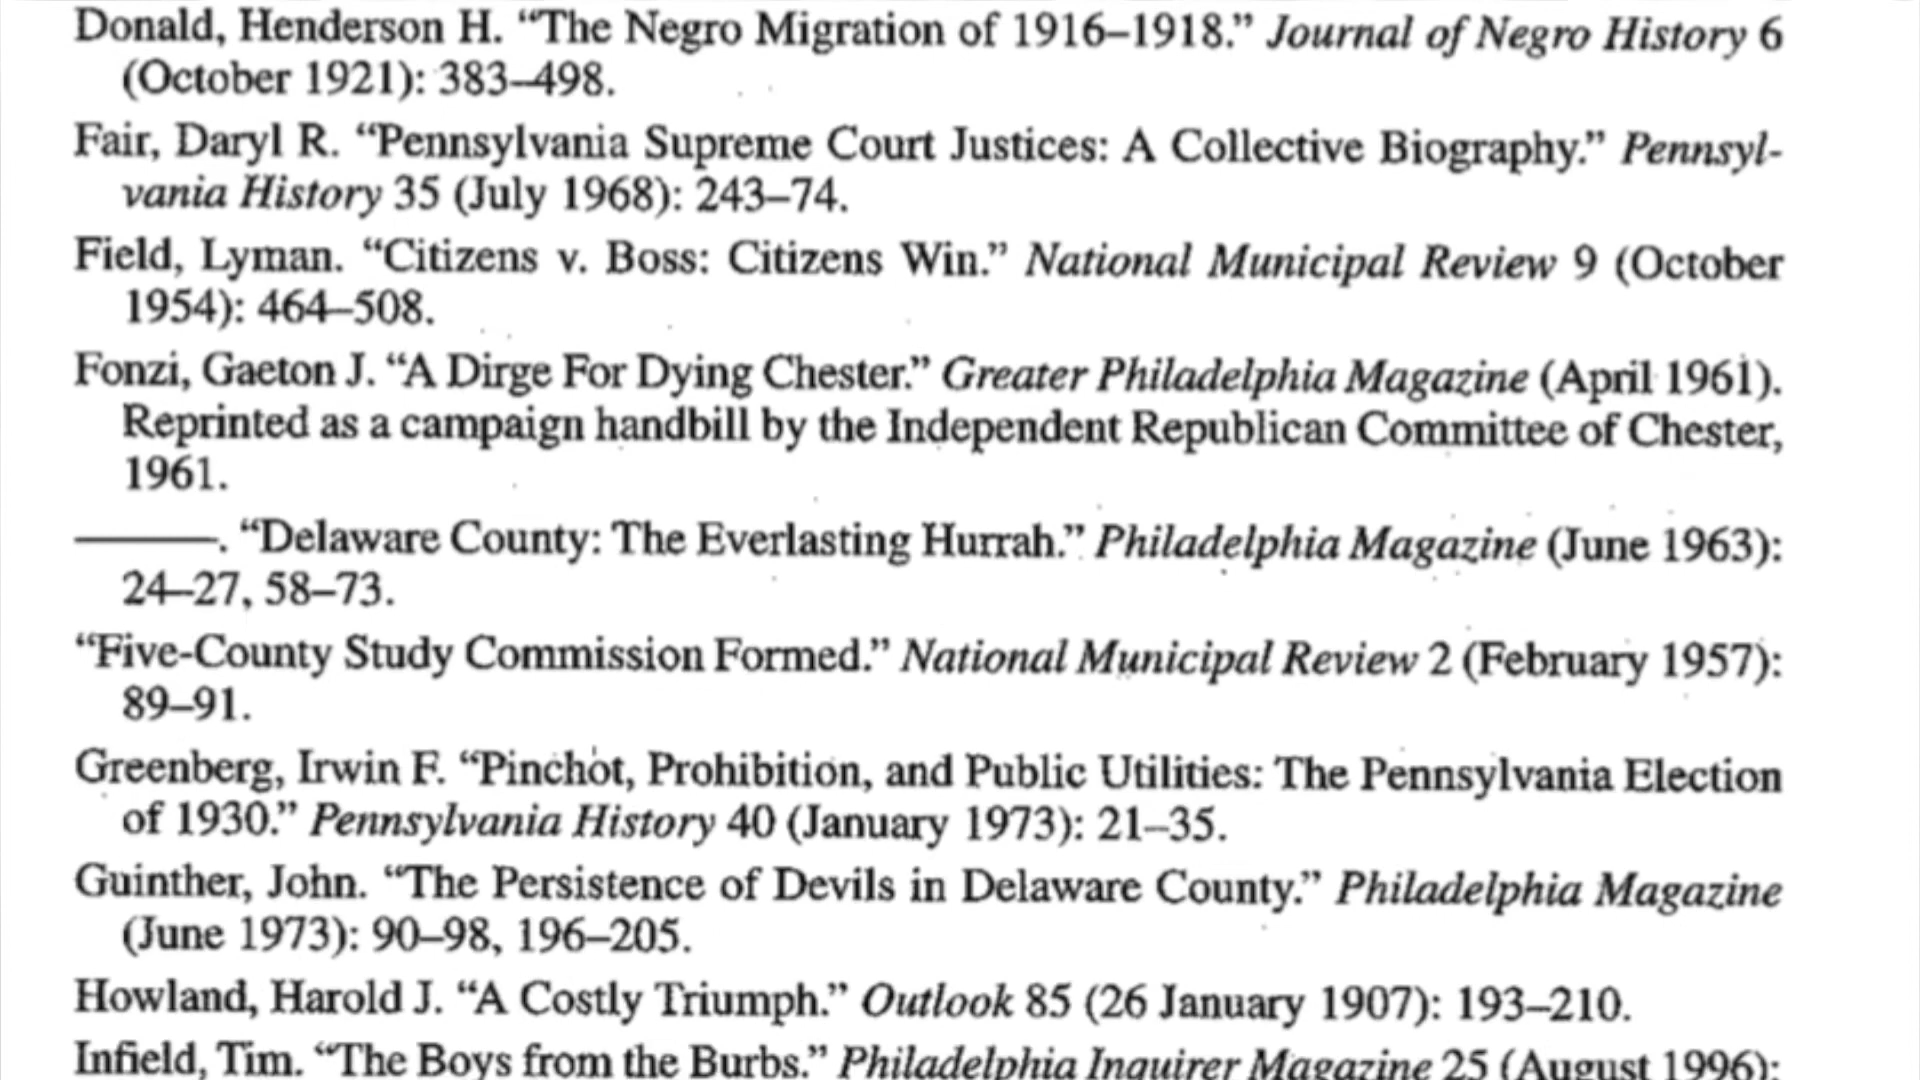 Donald, Henderson H. “The Negro Migration of 1916–1918.” Journal of Negro History 6
(October 1921): 383–498.
Fair, Daryl R. “Pennsylvania Supreme Court Justices: A Collective Biography.” Pennsyl-
vania History 35 (July 1968): 243–74.
Field, Lyman. “Citizens v. Boss: Citizens Win.” National Municipal Review 9 (October
1954): 464–508.
Fonzi, Gaeton J. “A Dirge For Dying Chester.” Greater Philadelphia Magazine (April 1961).
Reprinted as a campaign handbill by the Independent Republican Committee of Chester,
1961.
———. “Delaware County: The Everlasting Hurrah.” Philadelphia Magazine (June 1963):
24–27, 58–73.
“Five-County Study Commission Formed.” National Municipal Review 2 (February 1957):
89–91.
Greenberg, Irwin F. “Pinchot, Prohibition, and Public Utilities: The Pennsylvania Election
of 1930.” Pennsylvania History 40 (January 1973): 21–35.
Guinther, John. “The Persistence of Devils in Delaware County.” Philadelphia Magazine
(June 1973): 90–98, 196–205.
Howland, Harold J. “A Costly Triumph.” Outlook 85 (26 January 1907): 193–210.
Infield, Tim. “The Boys from the Burbs.” Philadelphia Inquirer Magazine 25 (August 1996):